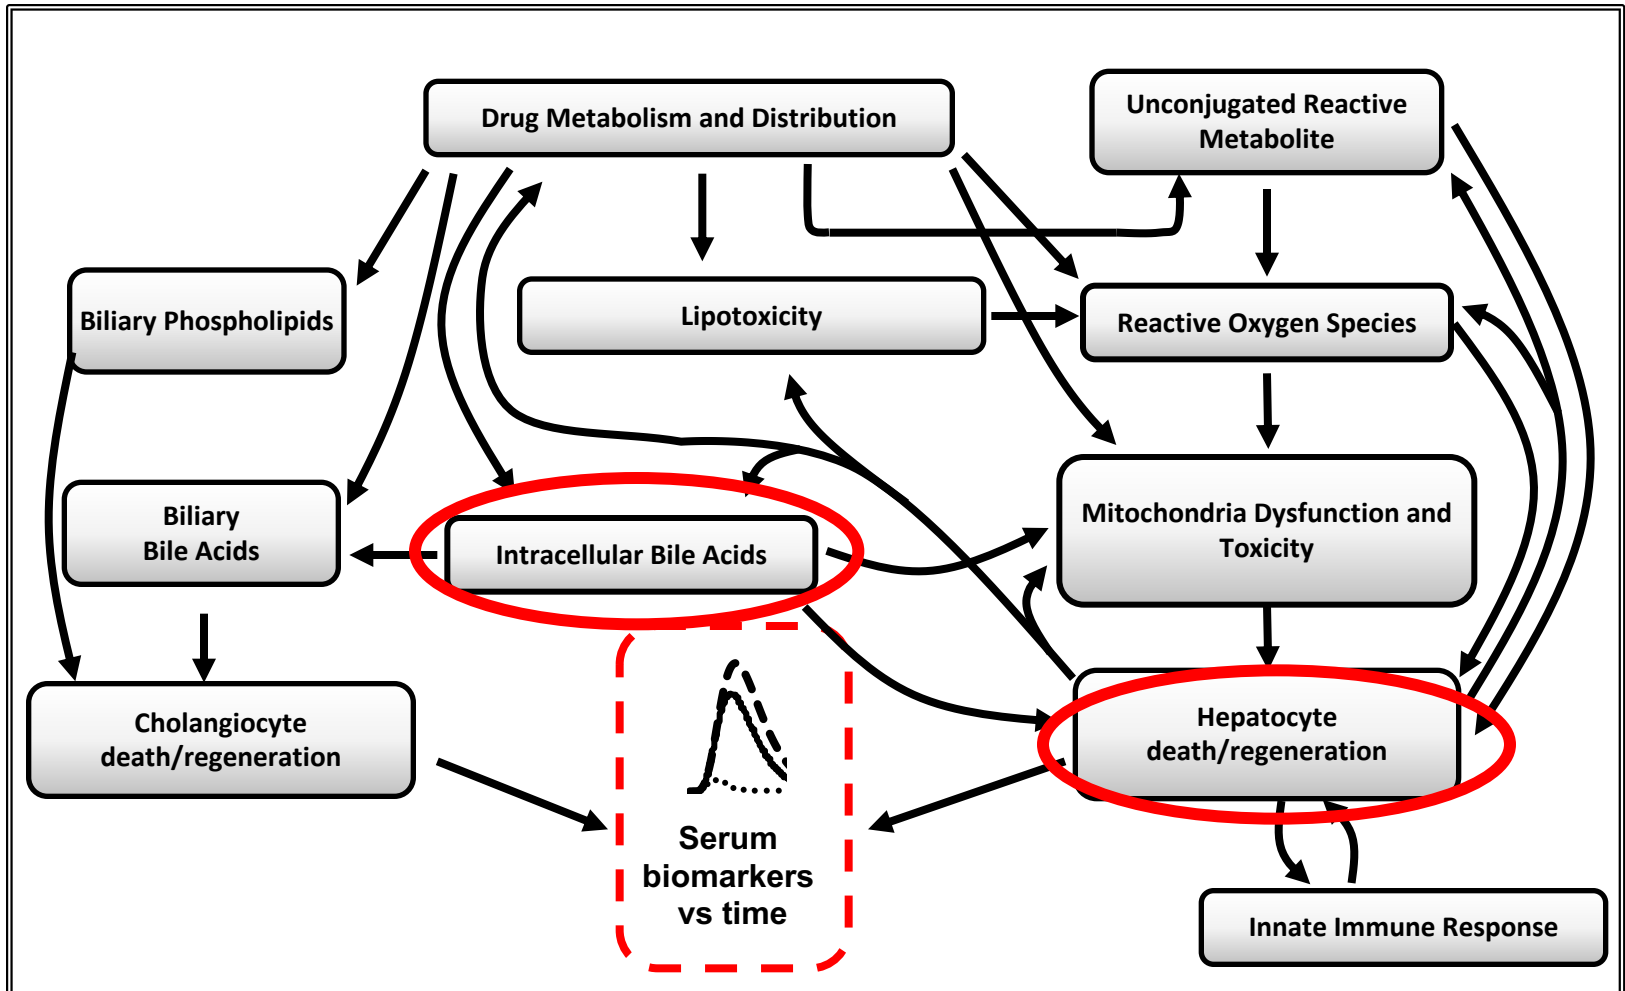 Drug Metabolism and Distribution
Unconjugated Reactive
Metabolite
Biliary Phospholipids
Lipotoxicity
Reactive Oxygen Species
Biliary
Bile Acids
Intracellular Bile Acids
Mitochondria Dysfunction and
Toxicity
Cholangiocyte
death/regeneration
Hepatocyte
death/regeneration
Serum
biomarkers
vs time
Innate Immune Response